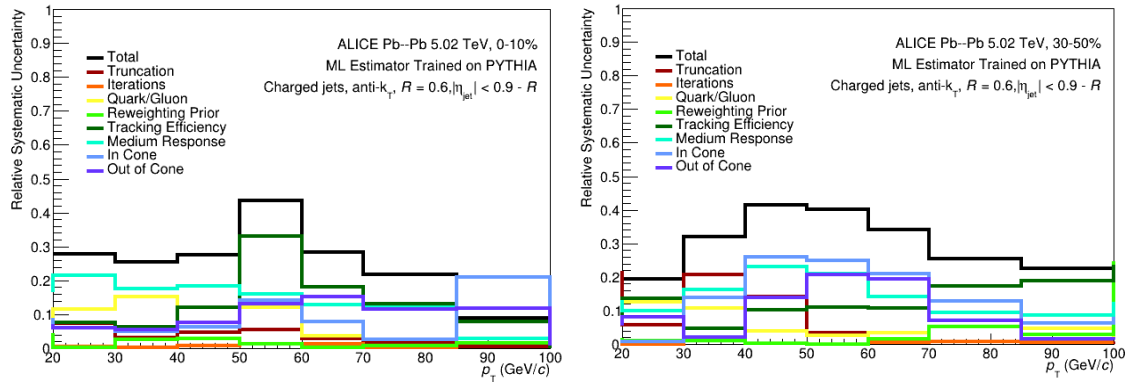 Relative Systematic Uncertainty
1
0.9
0.8
0.7
0.6
0.5
0.4
0.3
0.2
0.1
0
ALICE Pb--Pb 5.02 TeV, 0-10%
ML Estimator Trained on PYTHIA
Charged jets, anti-kT, R = 0.6,|ηjet| < 0.9 - R
Total
Truncation
Iterations
Quark/Gluon
Reweighting Prior
Tracking Efficiency
Medium Response
In Cone
Out of Cone
20 30 40 50 60 70 80 90 100
pT (GeV/c)
Relative Systematic Uncertainty
1
0.9
0.8
0.7
0.6
0.5
0.4
0.3
0.2
0.1
0
ALICE Pb--Pb 5.02 TeV, 30-50%
ML Estimator Trained on PYTHIA
Charged jets, anti-kT, R = 0.6,|ηjet| < 0.9 - R
Total
Truncation
Iterations
Quark/Gluon
Reweighting Prior
Tracking Efficiency
Medium Response
In Cone
Out of Cone
20 30 40 50 60 70 80 90 100
pT (GeV/c)